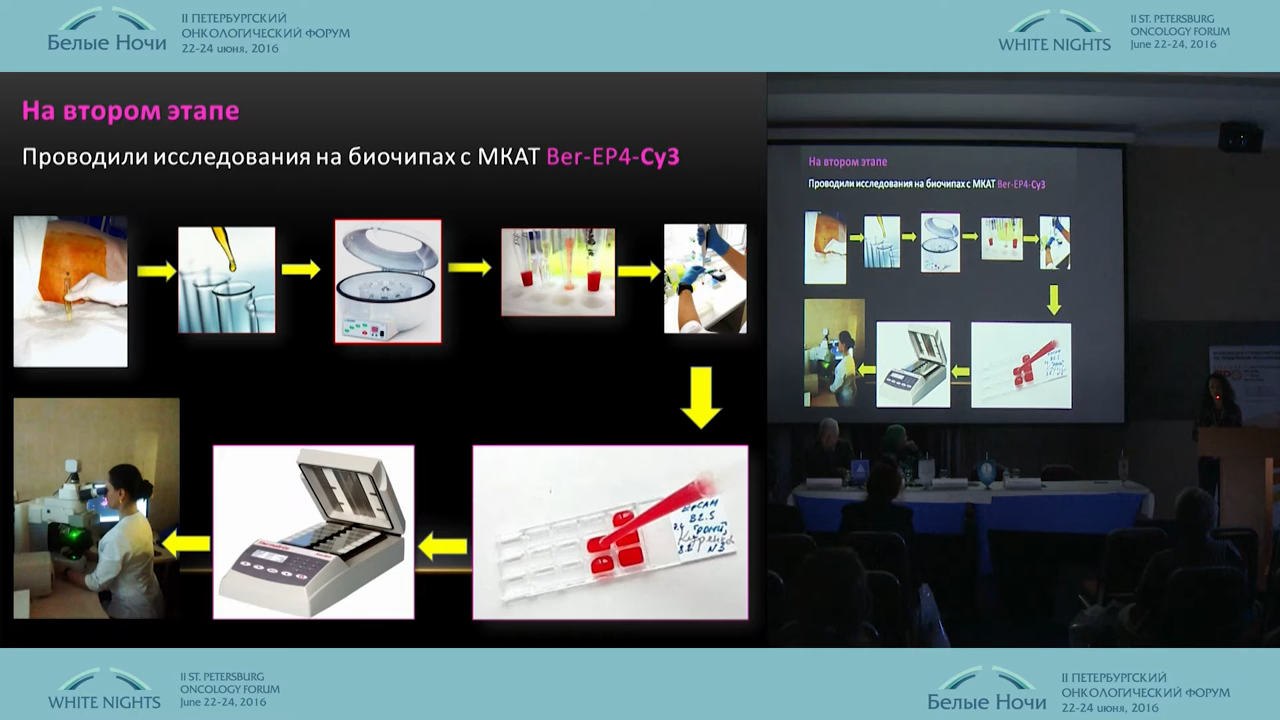 Белые Ночи
II ПЕТЕРБУРГСКИЙ
ОНКОЛОГИЧЕСКИЙ ФОРУМ
22-24 июня, 2016
WHITE NIGHTS
II ST. PETERSBURG
ONCOLOGY FORUM
June 22-24, 2016
На втором этапе
Проводили исследования на биочипах с МКАТ Ber-EP4-Cy3
На втором этапе
Проводили исследования на биочипах с МКАТ Ber-EP4-Cy3
WHITE NIGHTS
II ST. PETERSBURG
ONCOLOGY FORUM
June 22-24, 2016
Белые Ночи
II ПЕТЕРБУРГСКИЙ
ОНКОЛОГИЧЕСКИЙ ФОРУМ
22-24 июня, 2016